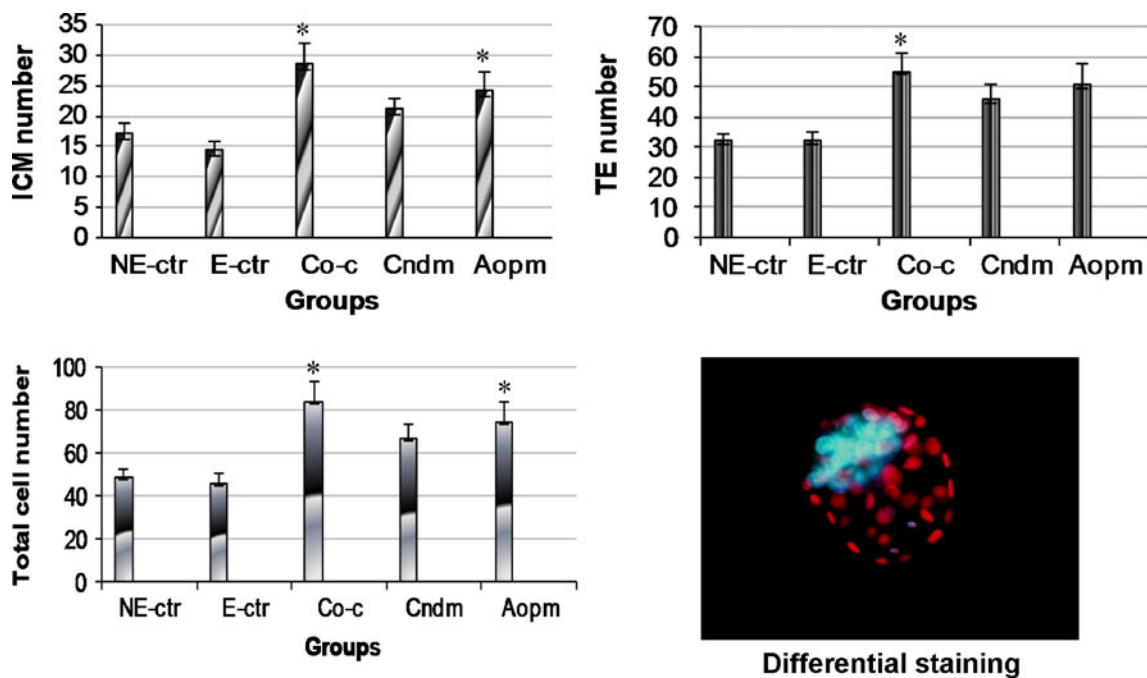 ICM number
35
30
25
20
15
10
5
0
*
*
NE-ctr E-ctr Co-c Cndm Aopm
Groups
TE number
70
60
50
40
30
20
10
0
*
NE-ctr E-ctr Co-c Cndm Aopm
Groups
Total cell number
100
80
60
40
20
0
*
*
NE-ctr E-ctr Co-c Cndm Aopm
Groups
Differential staining